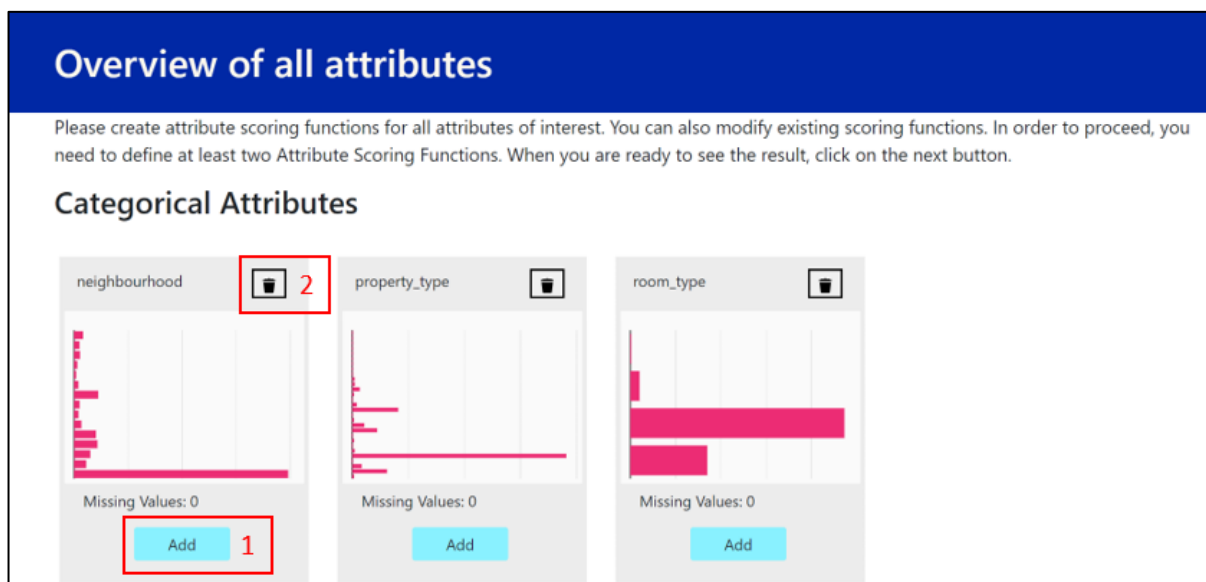 Overview of all attributes
Please create attribute scoring functions for all attributes of interest. You can also modify existing scoring functions. In order to proceed, you
need to define at least two Attribute Scoring Functions. When you are ready to see the result, click on the next button.
Categorical Attributes
neighbourhood 2 property_type room_type
Missing Values: 0 Missing Values: 0 Missing Values: 0
Add 1 Add Add